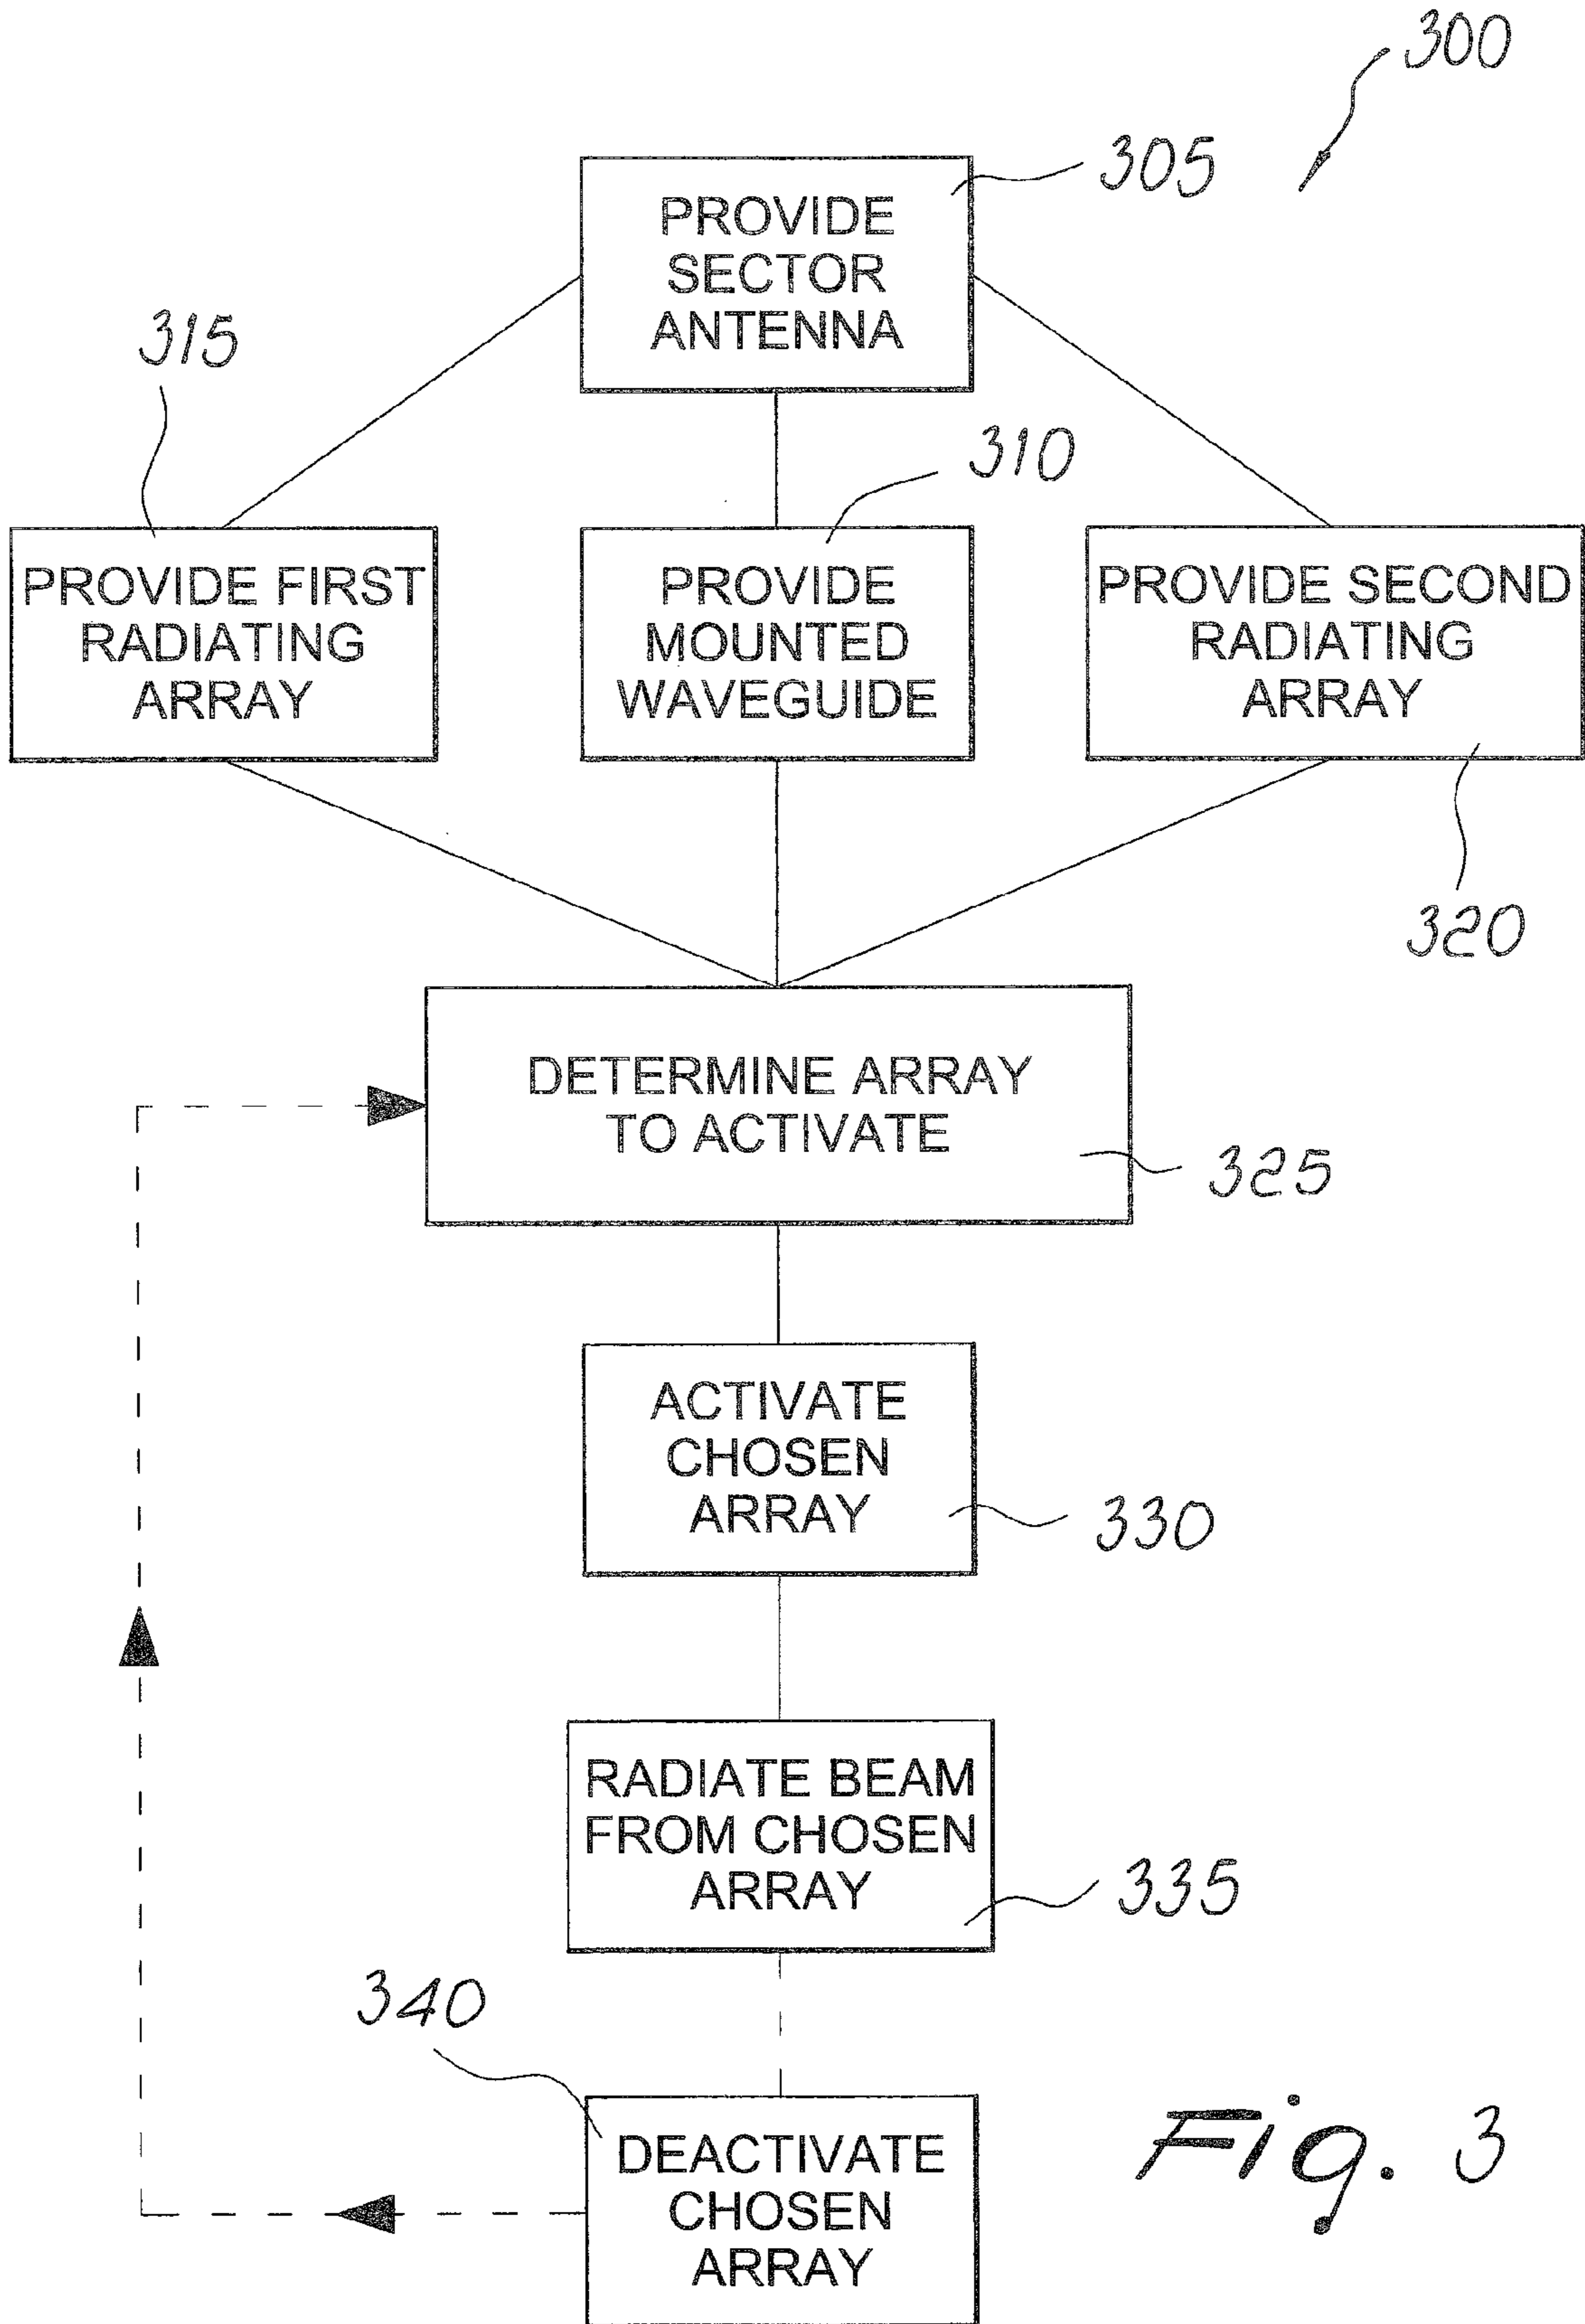 300
305
PROVIDE
SECTOR
ANTENNA
315
310
PROVIDE FIRST
RADIATING
ARRAY
PROVIDE
MOUNTED
WAVEGUIDE
PROVIDE SECOND
RADIATING
ARRAY
320
DETERMINE ARRAY
TO ACTIVATE
325
ACTIVATE
CHOSEN
ARRAY
330
RADIATE BEAM
FROM CHOSEN
ARRAY
335
340
DEACTIVATE
CHOSEN
ARRAY
Fig. 3